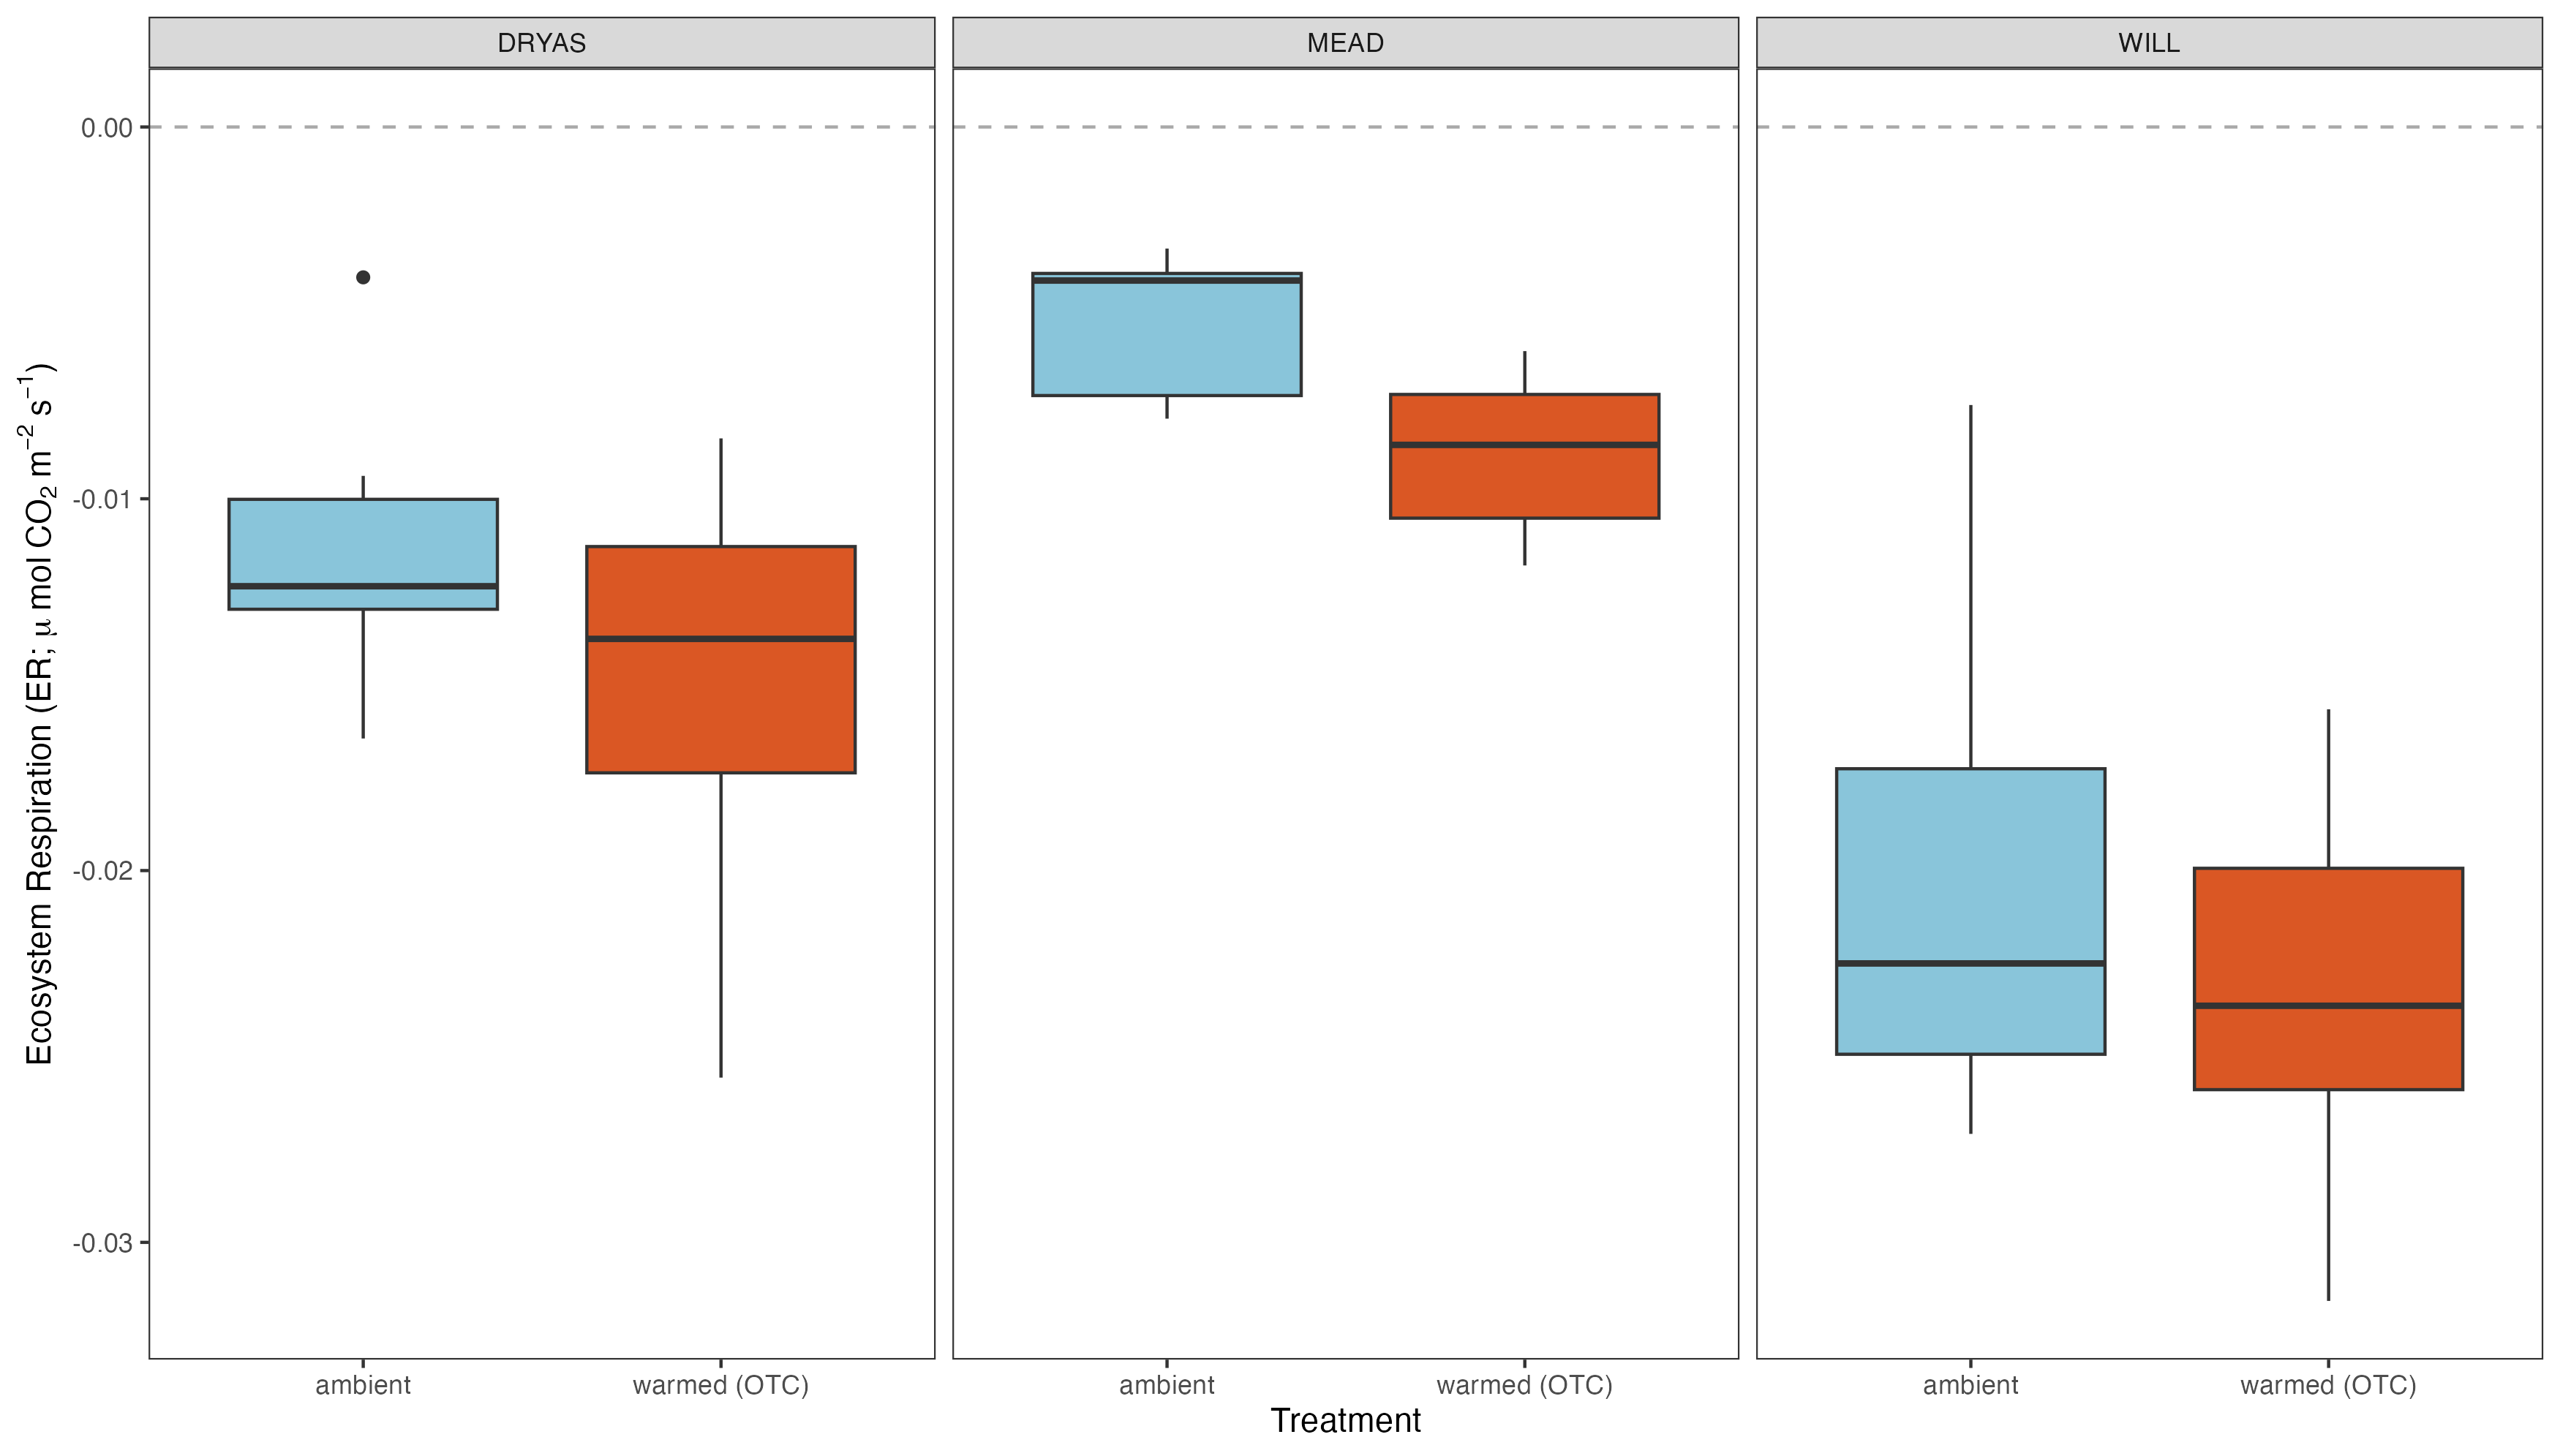 DRYAS MEAD WILL
0.00
-0.01
-0.02
-0.03
Ecosystem Respiration (ER; μ mol CO₂ m⁻² s⁻¹)
ambient warmed (OTC) ambient warmed (OTC) ambient warmed (OTC)
Treatment